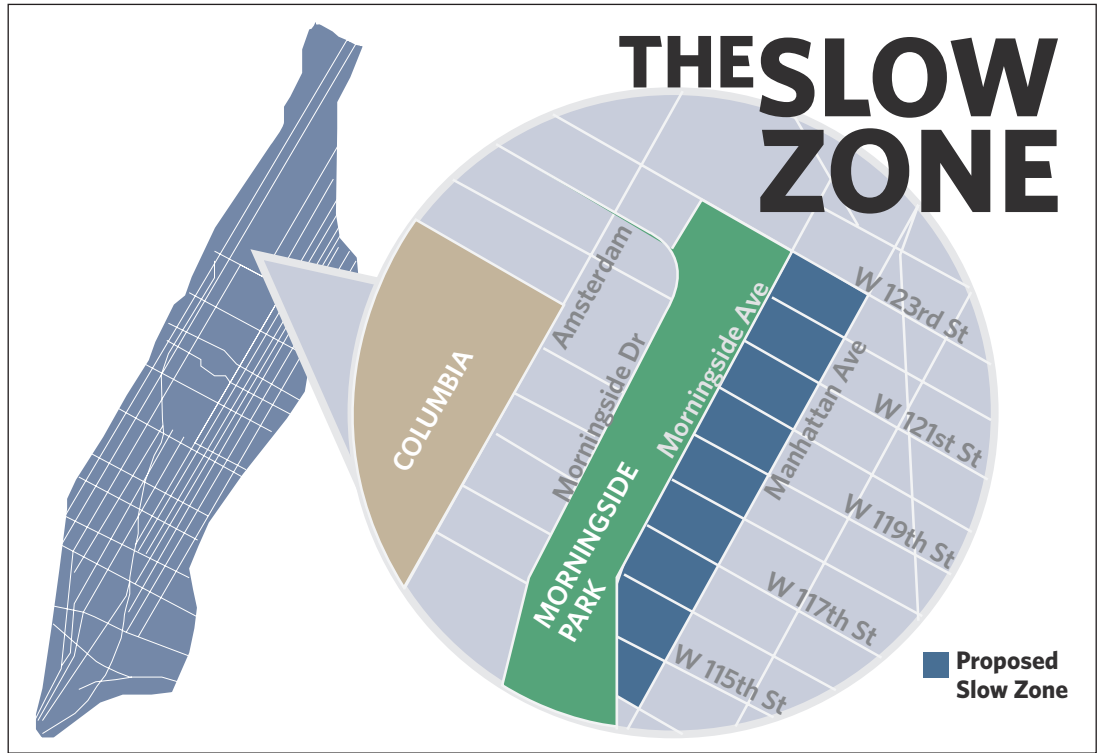 THE SLOW
ZONE
Amsterdam
Morningside Dr
Morningside Ave
Manhattan Ave
COLUMBIA
MORNINGSIDE
PARK
W 123rd St
W 121st St
W 119th St
W 117th St
W 115th St
Proposed
Slow Zone